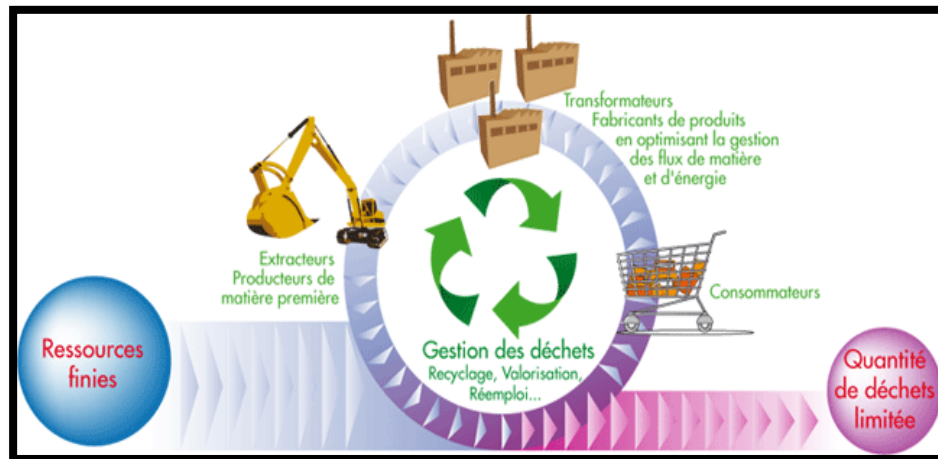 Transformateurs
Fabricants de produits
en optimisant la gestion
des flux de matière
et d'énergie
Extracteurs
Producteurs de
matière première
Consommateurs
Ressources
finies
Gestion des déchets
Recyclage, Valorisation,
Réemploi...
Quantité
de déchets
limitée